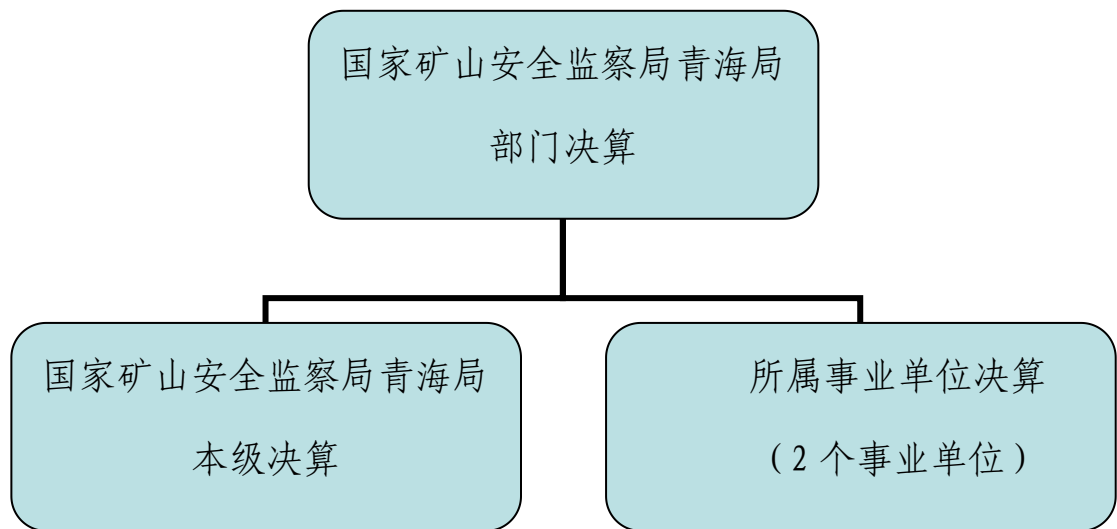 国家矿山安全监察局青海局
部门决算
国家矿山安全监察局青海局
本级决算
所属事业单位决算
（2 个事业单位）